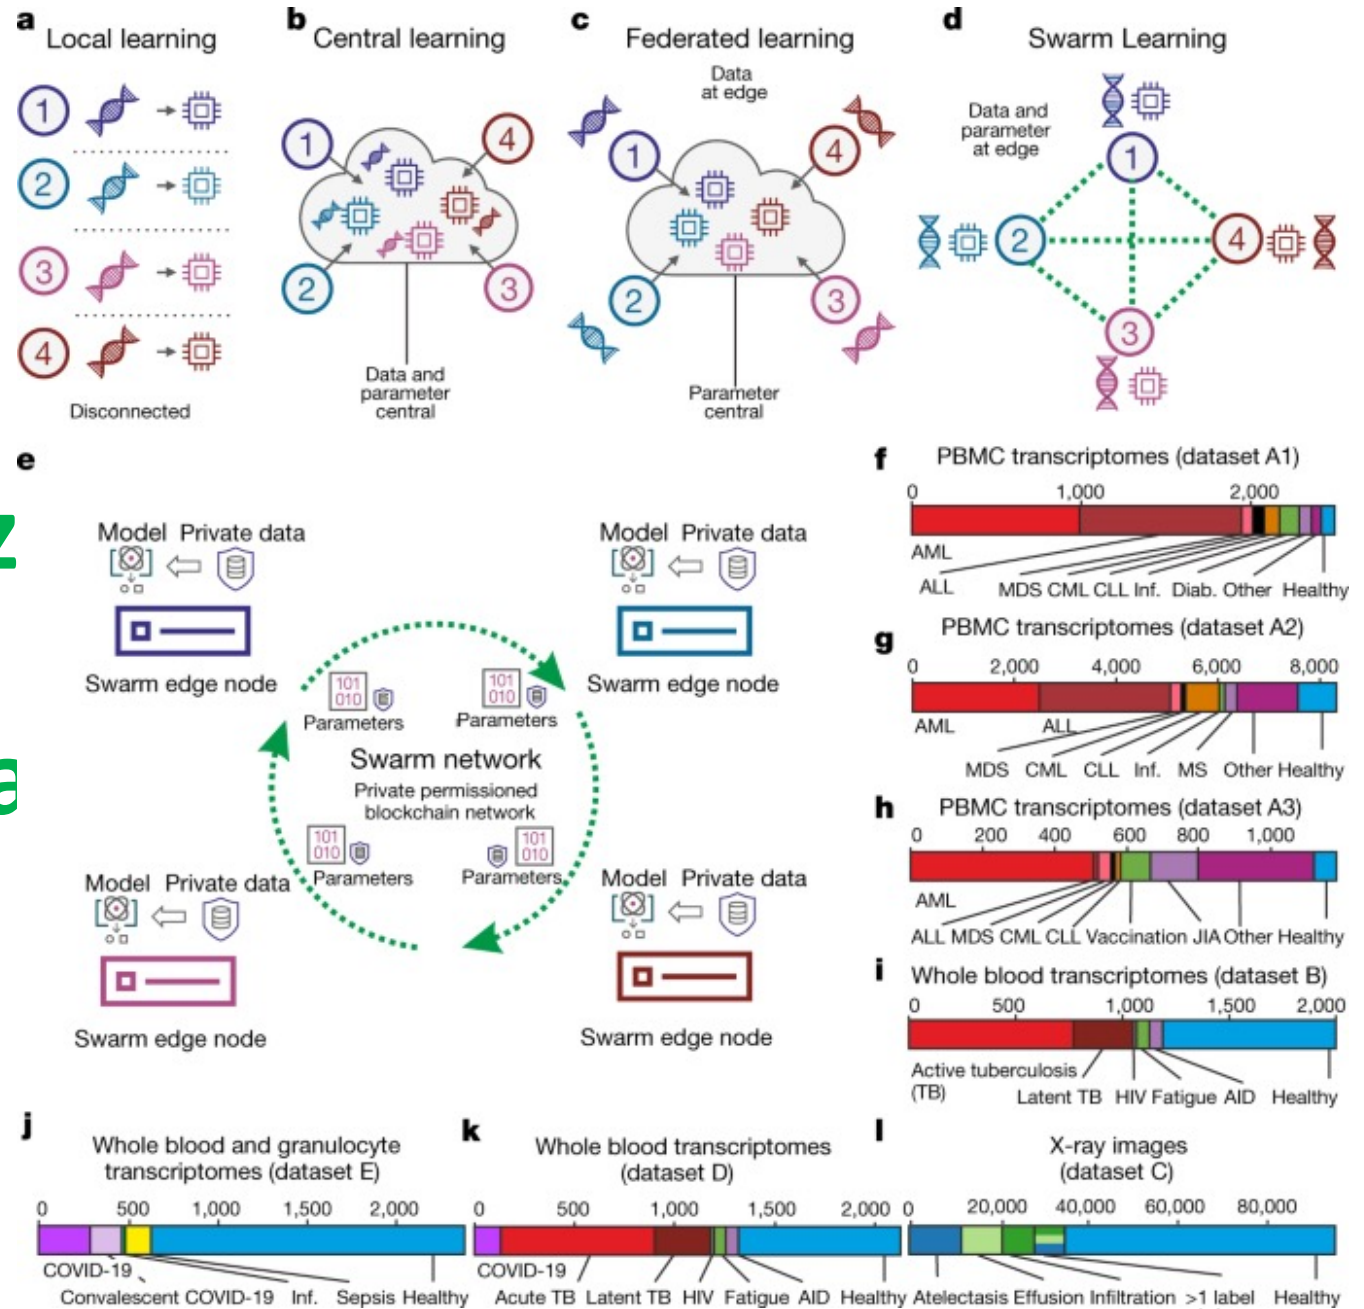 a
Local learning
1
2
3
4
Disconnected
b
Central learning
1
4
2
3
Data and
parameter
central
c
Federated learning
Data
at edge
1
4
2
3
Parameter
central
d
Swarm Learning
Data and
parameter
at edge
1
2
4
3
e
z
a
Model Private data
Swarm edge node
Model Private data
Swarm edge node
101
010
Parameters
101
010
Parameters
Swarm network
Private permissioned
blockchain network
101
010
Parameters
101
010
Parameters
Model Private data
Swarm edge node
Model Private data
Swarm edge node
f
PBMC transcriptomes (dataset A1)
0 1,000 2,000
AML
ALL MDS CML CLL Inf. Diab. Other Healthy
g
PBMC transcriptomes (dataset A2)
0 2,000 4,000 6,000 8,000
AML ALL
MDS CML CLL Inf. MS Other Healthy
h
PBMC transcriptomes (dataset A3)
0 200 400 600 800 1,000
AML
ALL MDS CML CLL Vaccination JIA Other Healthy
i
Whole blood transcriptomes (dataset B)
0 500 1,000 1,500 2,000
Active tuberculosis
(TB)
Latent TB HIV Fatigue AID Healthy
j
Whole blood and granulocyte
transcriptomes (dataset E)
0 500 1,000 1,500 2,000
COVID-19
Convalescent COVID-19 Inf. Sepsis Healthy
k
Whole blood transcriptomes
(dataset D)
0 500 1,000 1,500 2,000
COVID-19
Acute TB Latent TB HIV Fatigue AID Healthy
l
X-ray images
(dataset C)
0 20,000 40,000 60,000 80,000
Atelectasis Effusion Infiltration >1 label Healthy